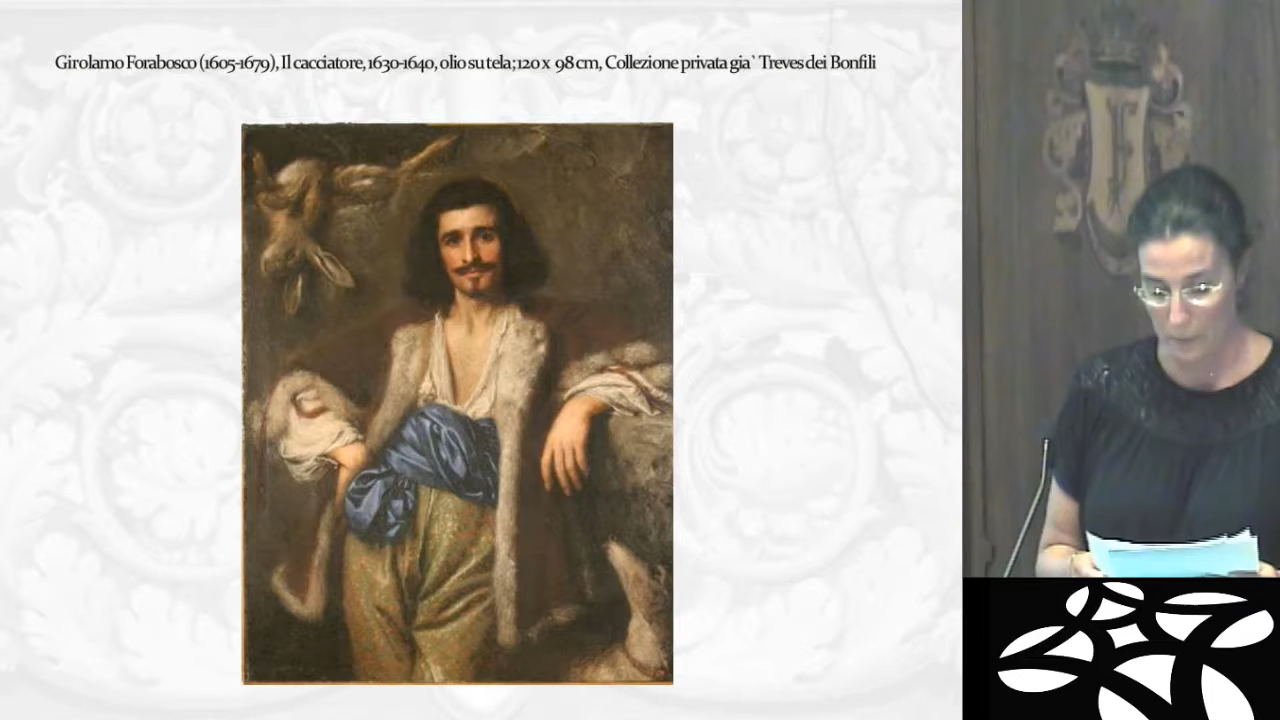 Girolamo Forabosco (1605-1679), Il cacciatore, 1630-1640, olio su tela; 120 x 98 cm, Collezione privata gia` Treves dei Bonfili